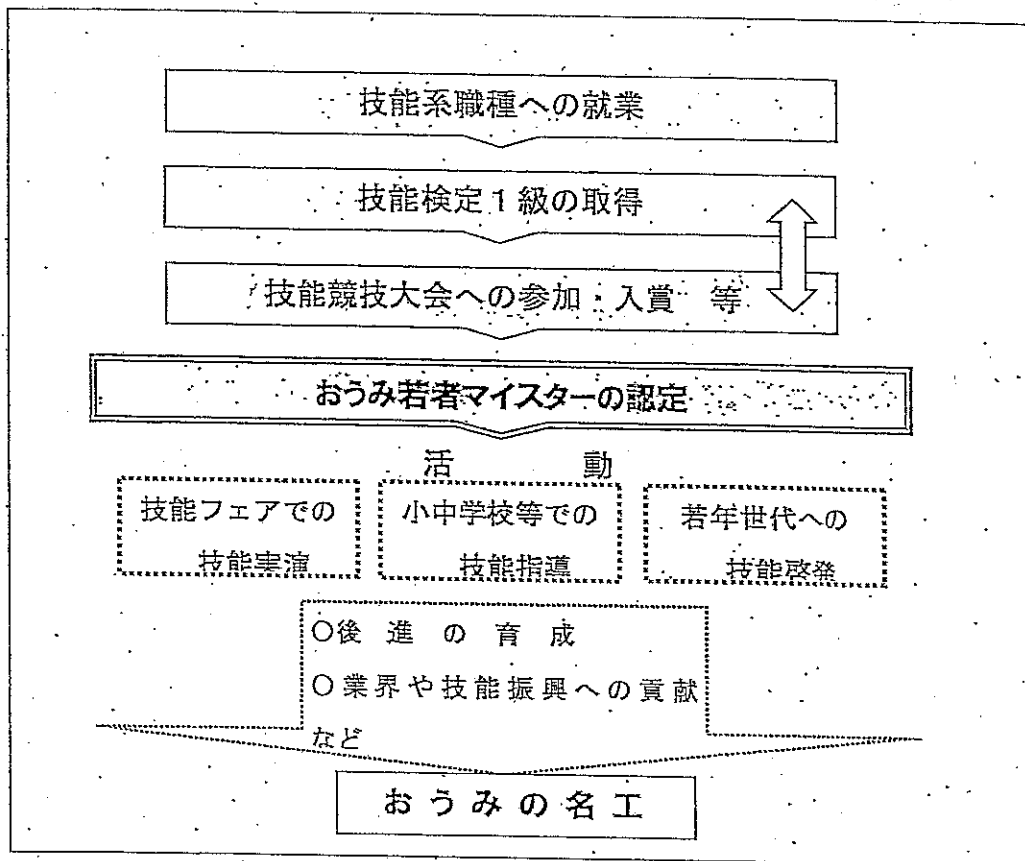 技能系職種への就業
技能検定1級の取得
技能競技大会への参加・入賞 等
おうみ若者マイスターの認定
活 動
技能フェアでの
技能実演
小中学校等での
技能指導
若年世代への
技能啓発
○後 進 の 育 成
○業界や技能振興への貢献
など
おうみの名工